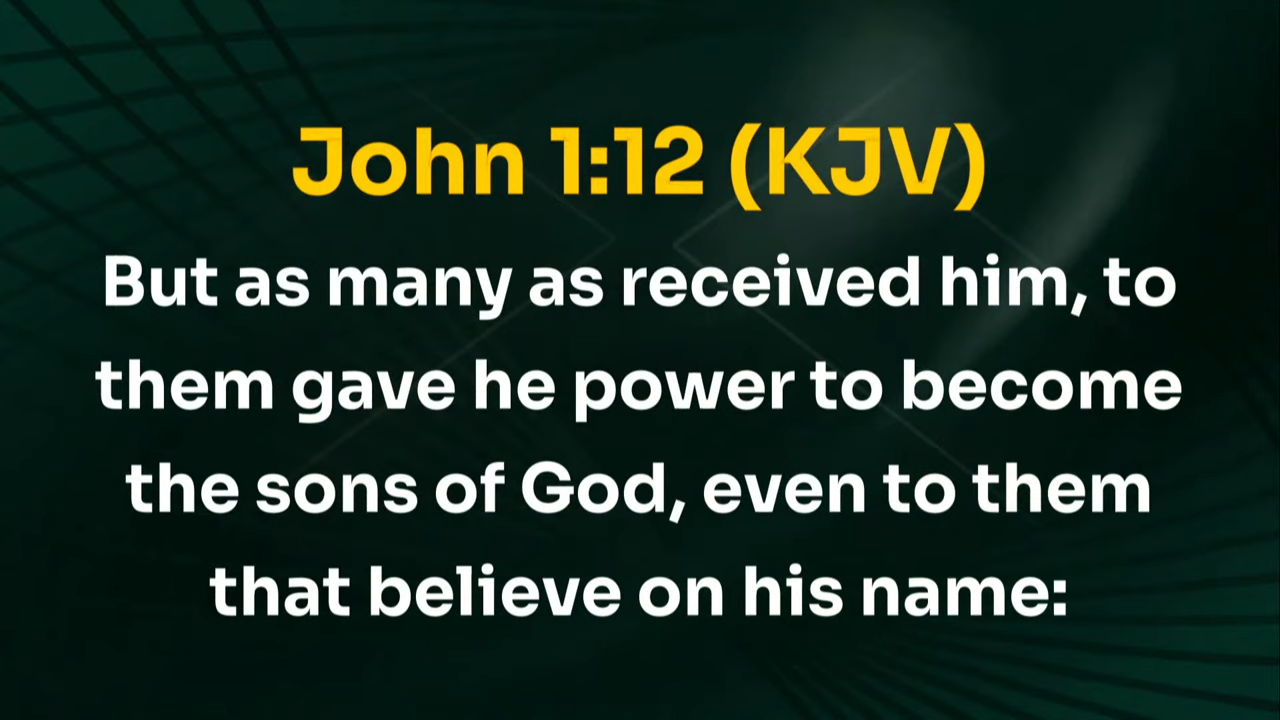 John 1:12 (KJV)
But as many as received him, to
them gave he power to become
the sons of God, even to them
that believe on his name: